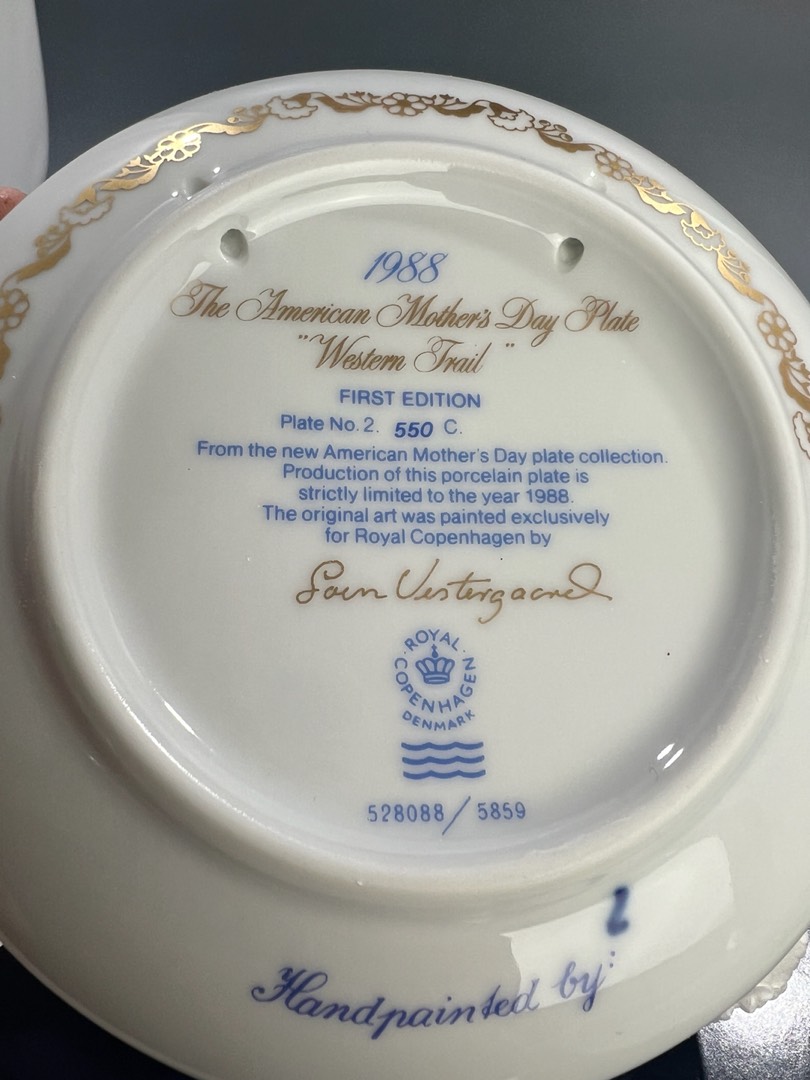 1988
The American Mother's Day Plate
"Western Trail"
FIRST EDITION
Plate No. 2. 550 C.
From the new American Mother's Day plate collection.
Production of this porcelain plate is
strictly limited to the year 1988.
The original art was painted exclusively
for Royal Copenhagen by
Soen Vestergaard
ROYAL COPENHAGEN
DENMARK
528088/5859
Handpainted by: